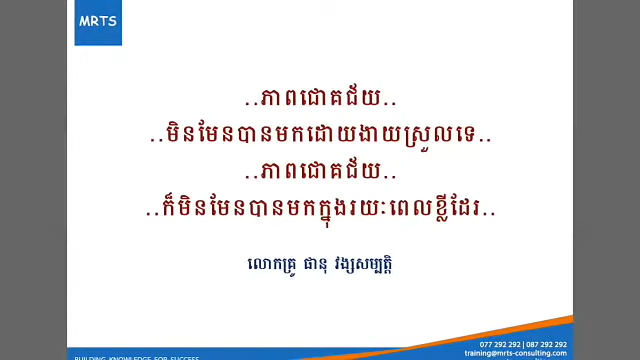 MRTS
..ភាពជោគជ័យ..
..មិនមែនបានមកដោយងាយស្រួលទេ..
..ភាពជោគជ័យ..
..ក៏មិនមែនបានមកក្នុងរយៈពេលខ្លីដែរ..
លោកគ្រូ ផានុ វង្សសម្បត្តិ
077 292 292 | 087 292 292
training@mrts-consulting.com
BUILDING KNOWLEDGE FOR SUCCESS